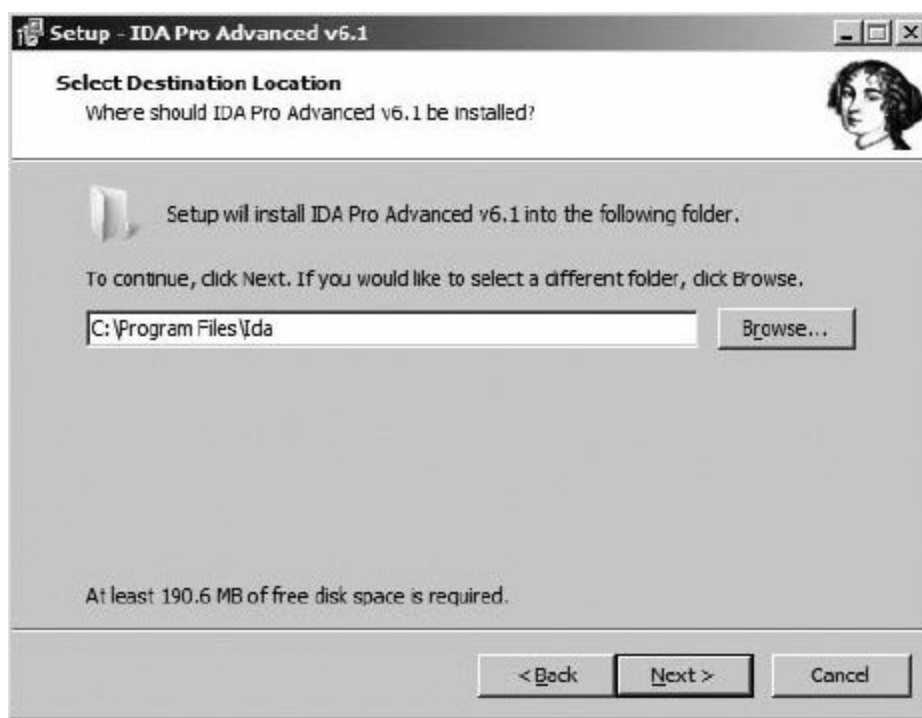 Setup - IDA Pro Advanced v6.1
Select Destination Location
Where should IDA Pro Advanced v6.1 be installed?
Setup will install IDA Pro Advanced v6.1 into the following folder.
To continue, click Next. If you would like to select a different folder, click Browse.
C:\Program Files\Ida
Browse...
At least 190.6 MB of free disk space is required.
< Back
Next >
Cancel